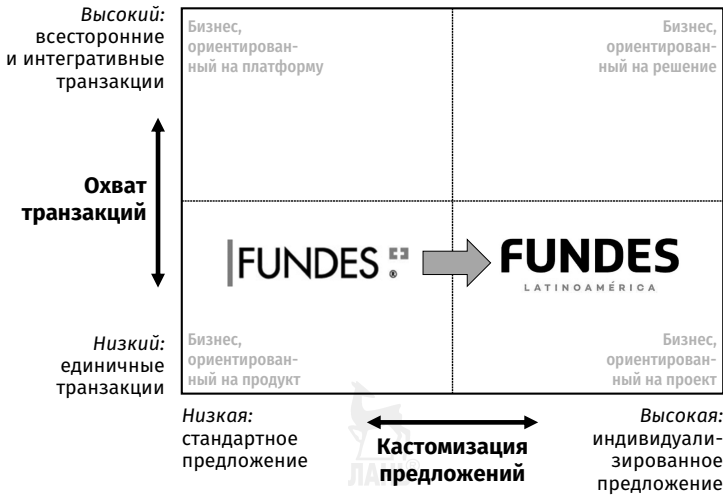 Высокий:
всесторонние
и интегративные
транзакции
Бизнес,
ориентирован-
ный на платформу
Бизнес,
ориентирован-
ный на решение
Охват
транзакций
FUNDES
®
FUNDES
LATINOAMÉRICA
Низкий:
единичные
транзакции
Бизнес,
ориентирован-
ный на продукт
Бизнес,
ориентирован-
ный на проект
Низкая:
стандартное
предложение
Кастомизация
предложений
Высокая:
индивидуали-
зированное
предложение
ЛАНЬ